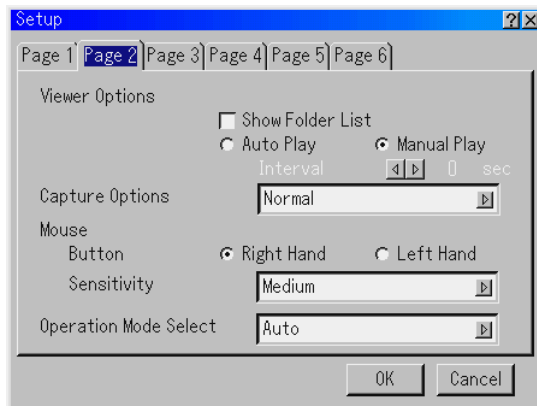 Setup
Page 1 Page 2 Page 3 Page 4 Page 5 Page 6
Viewer Options
Show Folder List
Auto Play Manual Play
Interval 0 sec
Capture Options Normal
Mouse
Button Right Hand Left Hand
Sensitivity Medium
Operation Mode Select Auto
OK Cancel